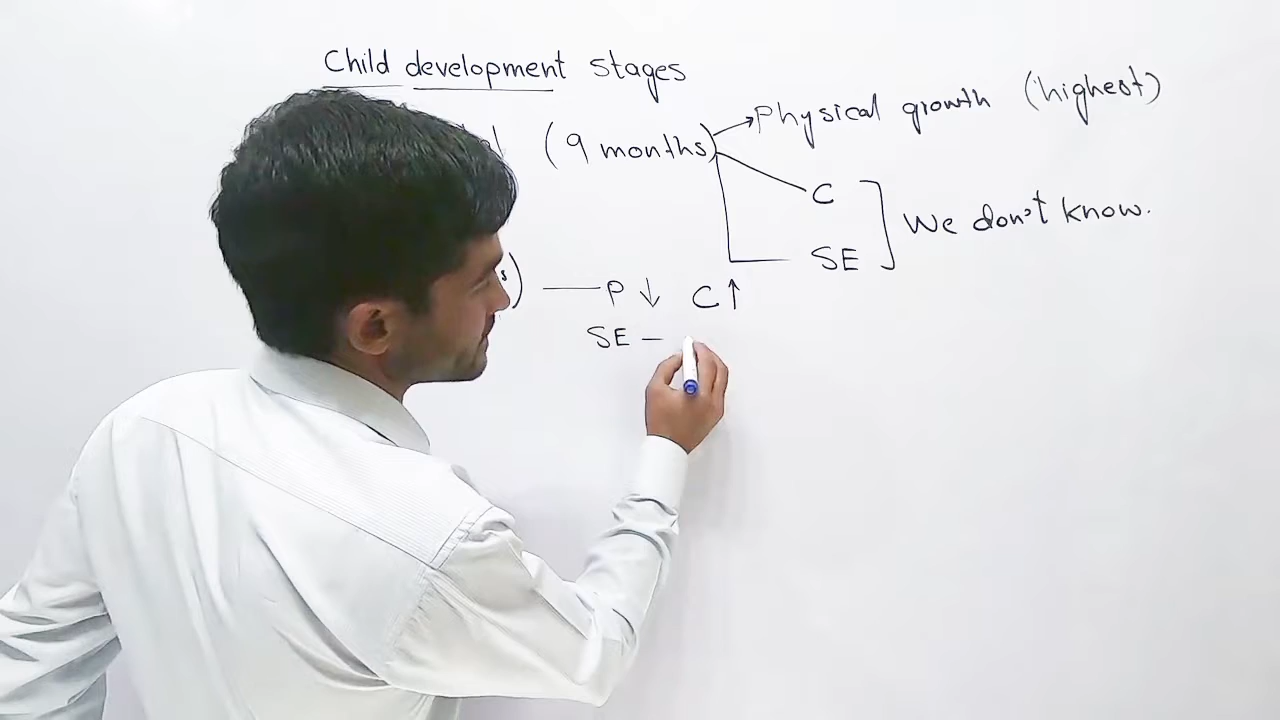 Child development stages
(9 months) Physical growth (highest)
C
We don't know.
SE
s) — P ↓ C ↑
SE —